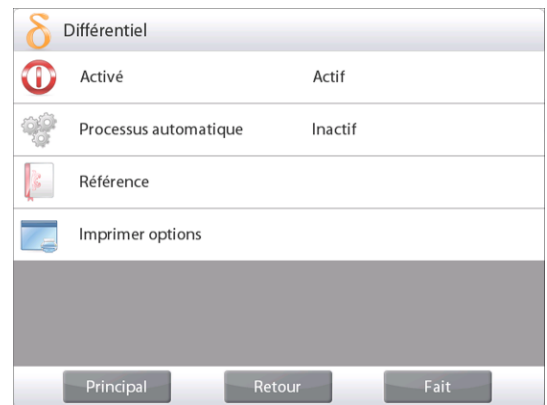 δ Différentiel
Activé Actif
Processus automatique Inactif
Référence
Imprimer options
Principal Retour Fait